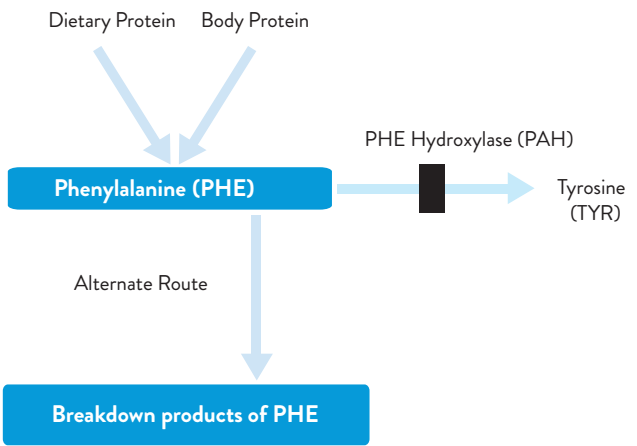 Dietary Protein Body Protein
PHE Hydroxylase (PAH)
Phenylalanine (PHE)
Tyrosine
(TYR)
Alternate Route
Breakdown products of PHE